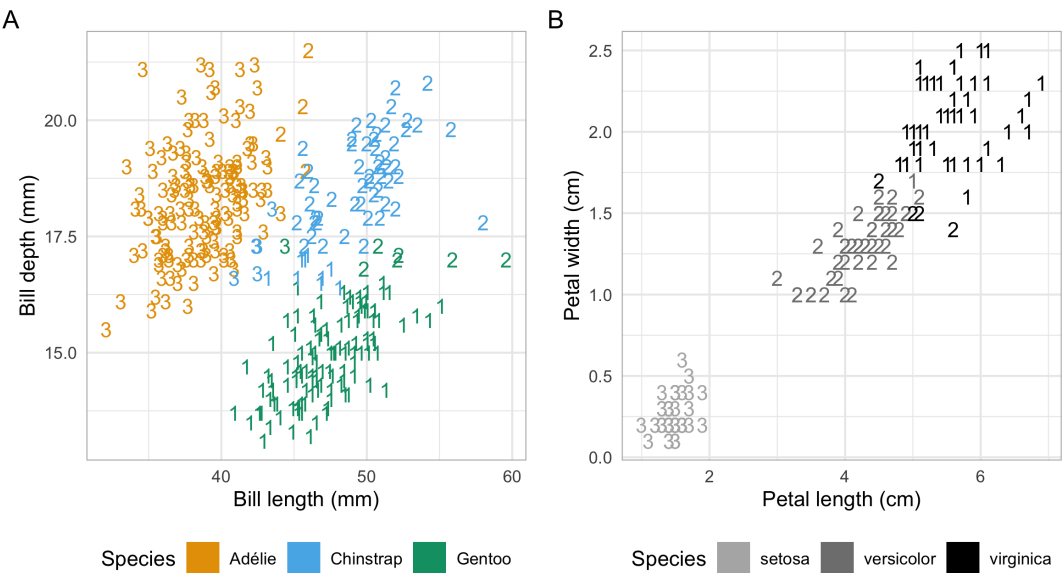 A
B
Bill depth (mm)
20.0
17.5
15.0
40
50
60
Bill length (mm)
Species
Adélie
Chinstrap
Gentoo
Petal width (cm)
2.5
2.0
1.5
1.0
0.5
0.0
2
4
6
Petal length (cm)
Species
setosa
versicolor
virginica